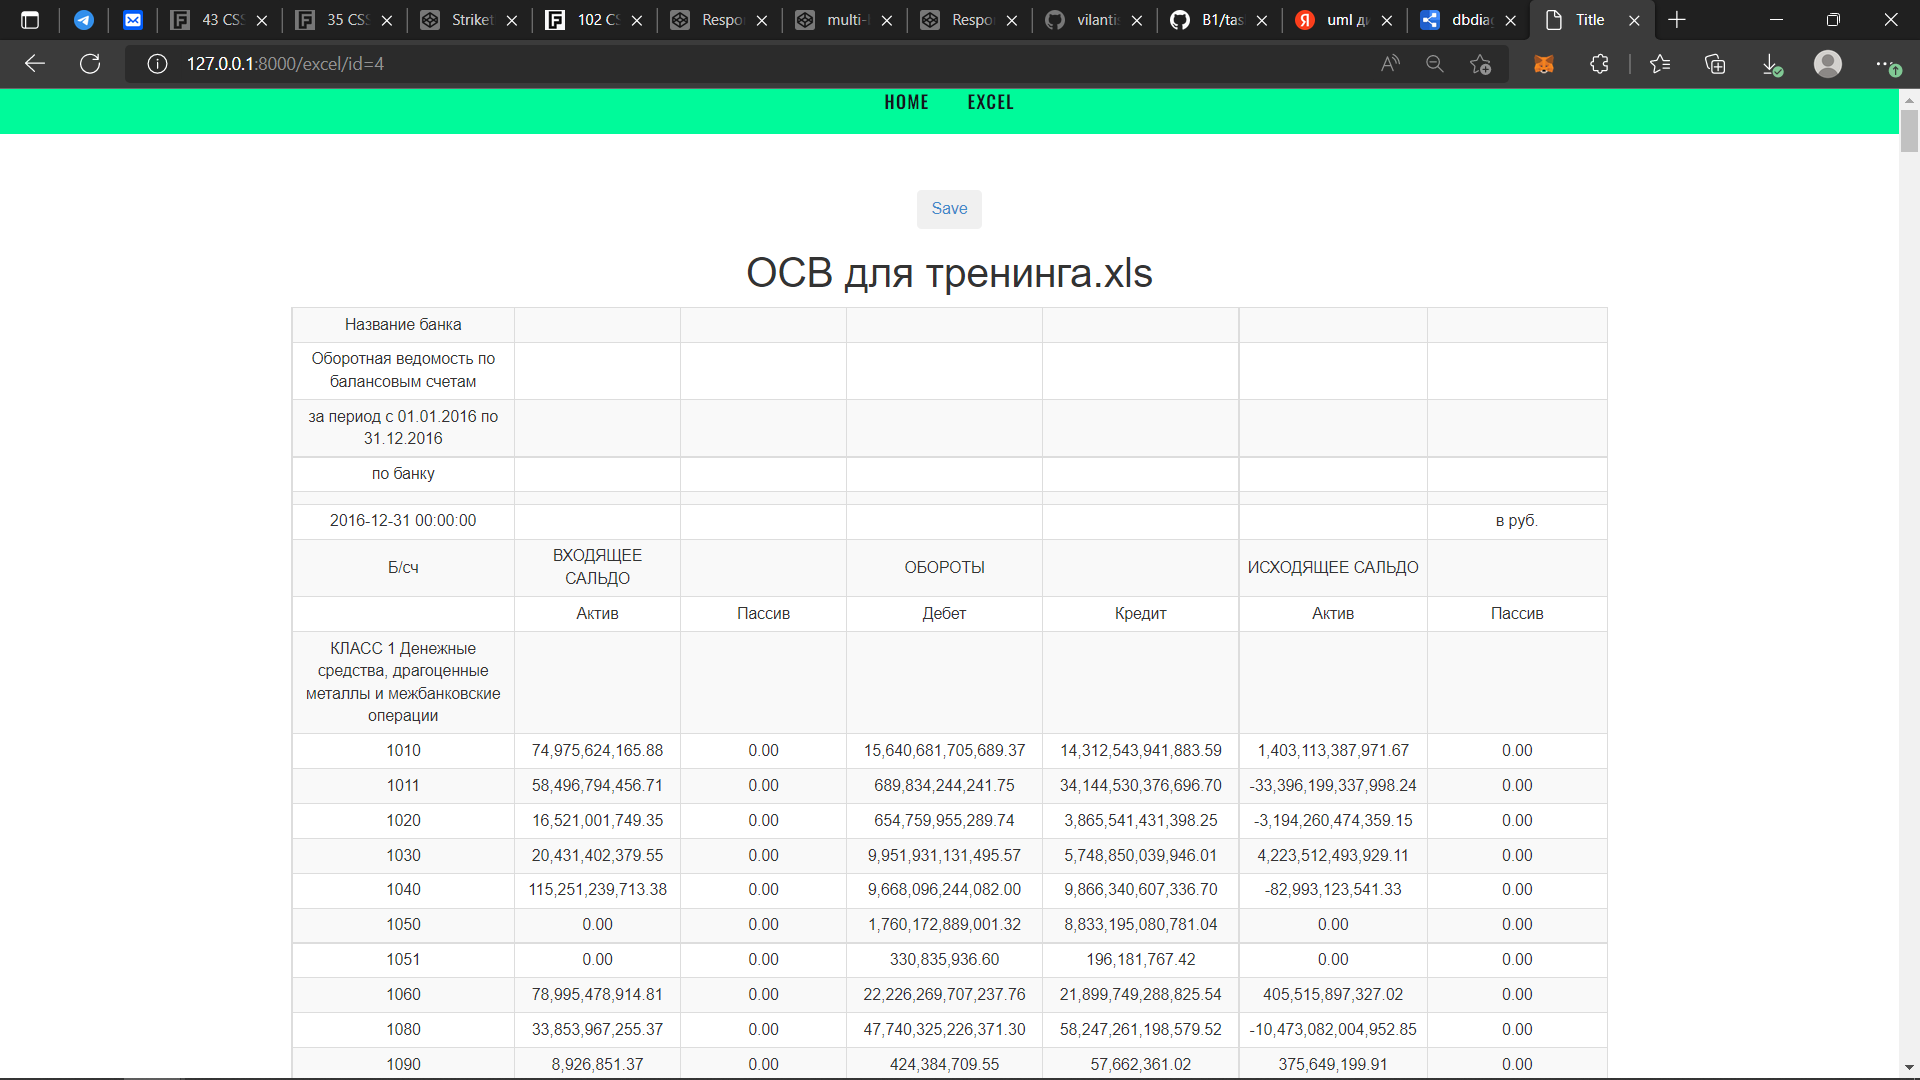 43 CSS
35 CSS
Striket
102 CS
Respo
multi-l
Respo
vilantis
B1/tas
uml ди
dbdia
Title
127.0.0.1:8000/excel/id=4
HOME EXCEL
Save
ОСВ для тренинга.xls
Название банка
Оборотная ведомость по
балансовым счетам
за период с 01.01.2016 по
31.12.2016
по банку
2016-12-31 00:00:00 в руб.
Б/сч ВХОДЯЩЕЕ САЛЬДО ОБОРОТЫ ИСХОДЯЩЕЕ САЛЬДО
Актив Пассив Дебет Кредит Актив Пассив
КЛАСС 1 Денежные
средства, драгоценные
металлы и межбанковские
операции
1010 74,975,624,165.88 0.00 15,640,681,705,689.37 14,312,543,941,883.59 1,403,113,387,971.67 0.00
1011 58,496,794,456.71 0.00 689,834,244,241.75 34,144,530,376,696.70 -33,396,199,337,998.24 0.00
1020 16,521,001,749.35 0.00 654,759,955,289.74 3,865,541,431,398.25 -3,194,260,474,359.15 0.00
1030 20,431,402,379.55 0.00 9,951,931,131,495.57 5,748,850,039,946.01 4,223,512,493,929.11 0.00
1040 115,251,239,713.38 0.00 9,668,096,244,082.00 9,866,340,607,336.70 -82,993,123,541.33 0.00
1050 0.00 0.00 1,760,172,889,001.32 8,833,195,080,781.04 0.00 0.00
1051 0.00 0.00 330,835,936.60 196,181,767.42 0.00 0.00
1060 78,995,478,914.81 0.00 22,226,269,707,237.76 21,899,749,288,825.54 405,515,897,327.02 0.00
1080 33,853,967,255.37 0.00 47,740,325,226,371.30 58,247,261,198,579.52 -10,473,082,004,952.85 0.00
1090 8,926,851.37 0.00 424,384,709.55 57,662,361.02 375,649,199.91 0.00